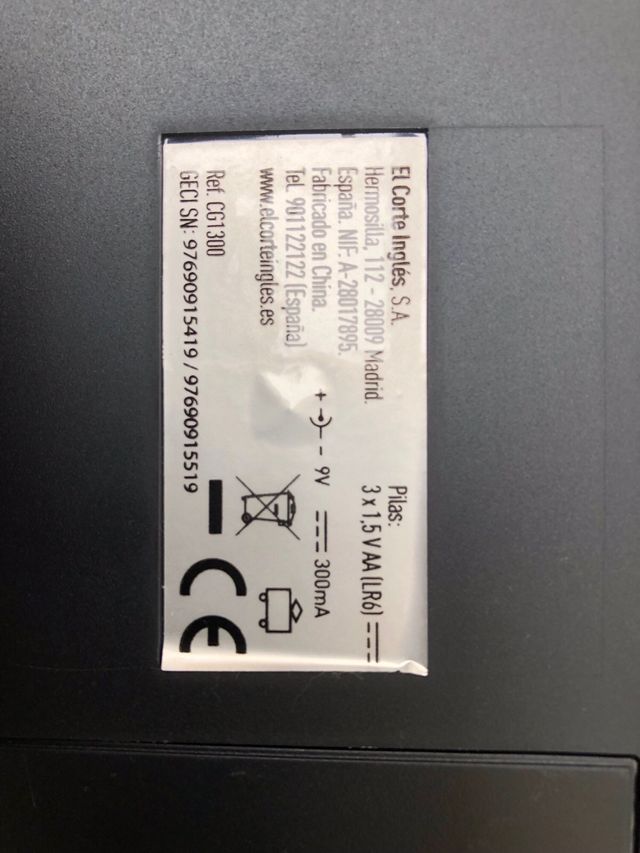 El Corte Inglés, S.A.
Hermosilla, 112 - 28009 Madrid.
España. NIF: A-28017895.
Fabricado en China.
Tel. 901122122 (España)
www.elcorteingles.es
Pilas:
3 x 1,5 V AA (LR6)
+ - 9V 300mA
Ref. CG1300
GECI SN: 97690915419 / 97690915519
CE